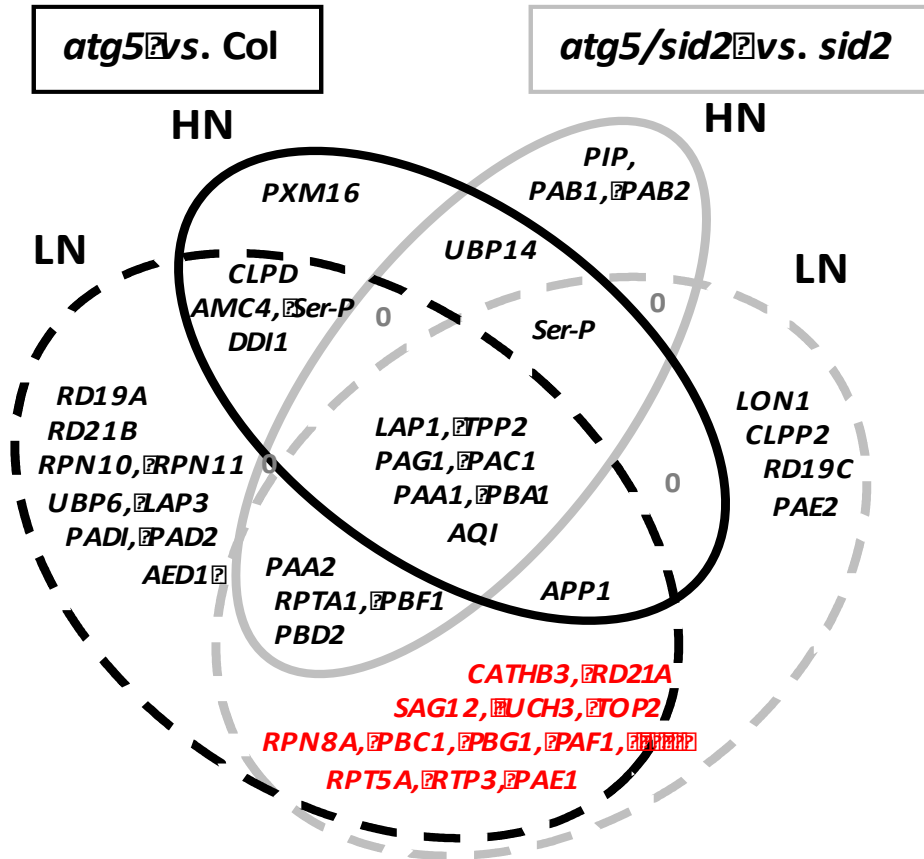 atg5 vs. Col
atg5/sid2 vs. sid2
HN
HN
LN
LN
PIP,
PAB1, PAB2
PXM16
UBP14
CLPD
AMC4, Ser-P
DDI1
0
0
Ser-P
RD19A
RD21B
RPN10, RPN11
UBP6, LAP3
PADI, PAD2
AED1
0
LAP1, TPP2
PAG1, PAC1
PAA1, PBA1
AQI
0
LON1
CLPP2
RD19C
PAE2
PAA2
RPTA1, PBF1
PBD2
APP1
CATHB3, RD21A
SAG12, UCH3, TOP2
RPN8A, PBC1, PBG1, PAF1,
RPT5A, RTP3, PAE1